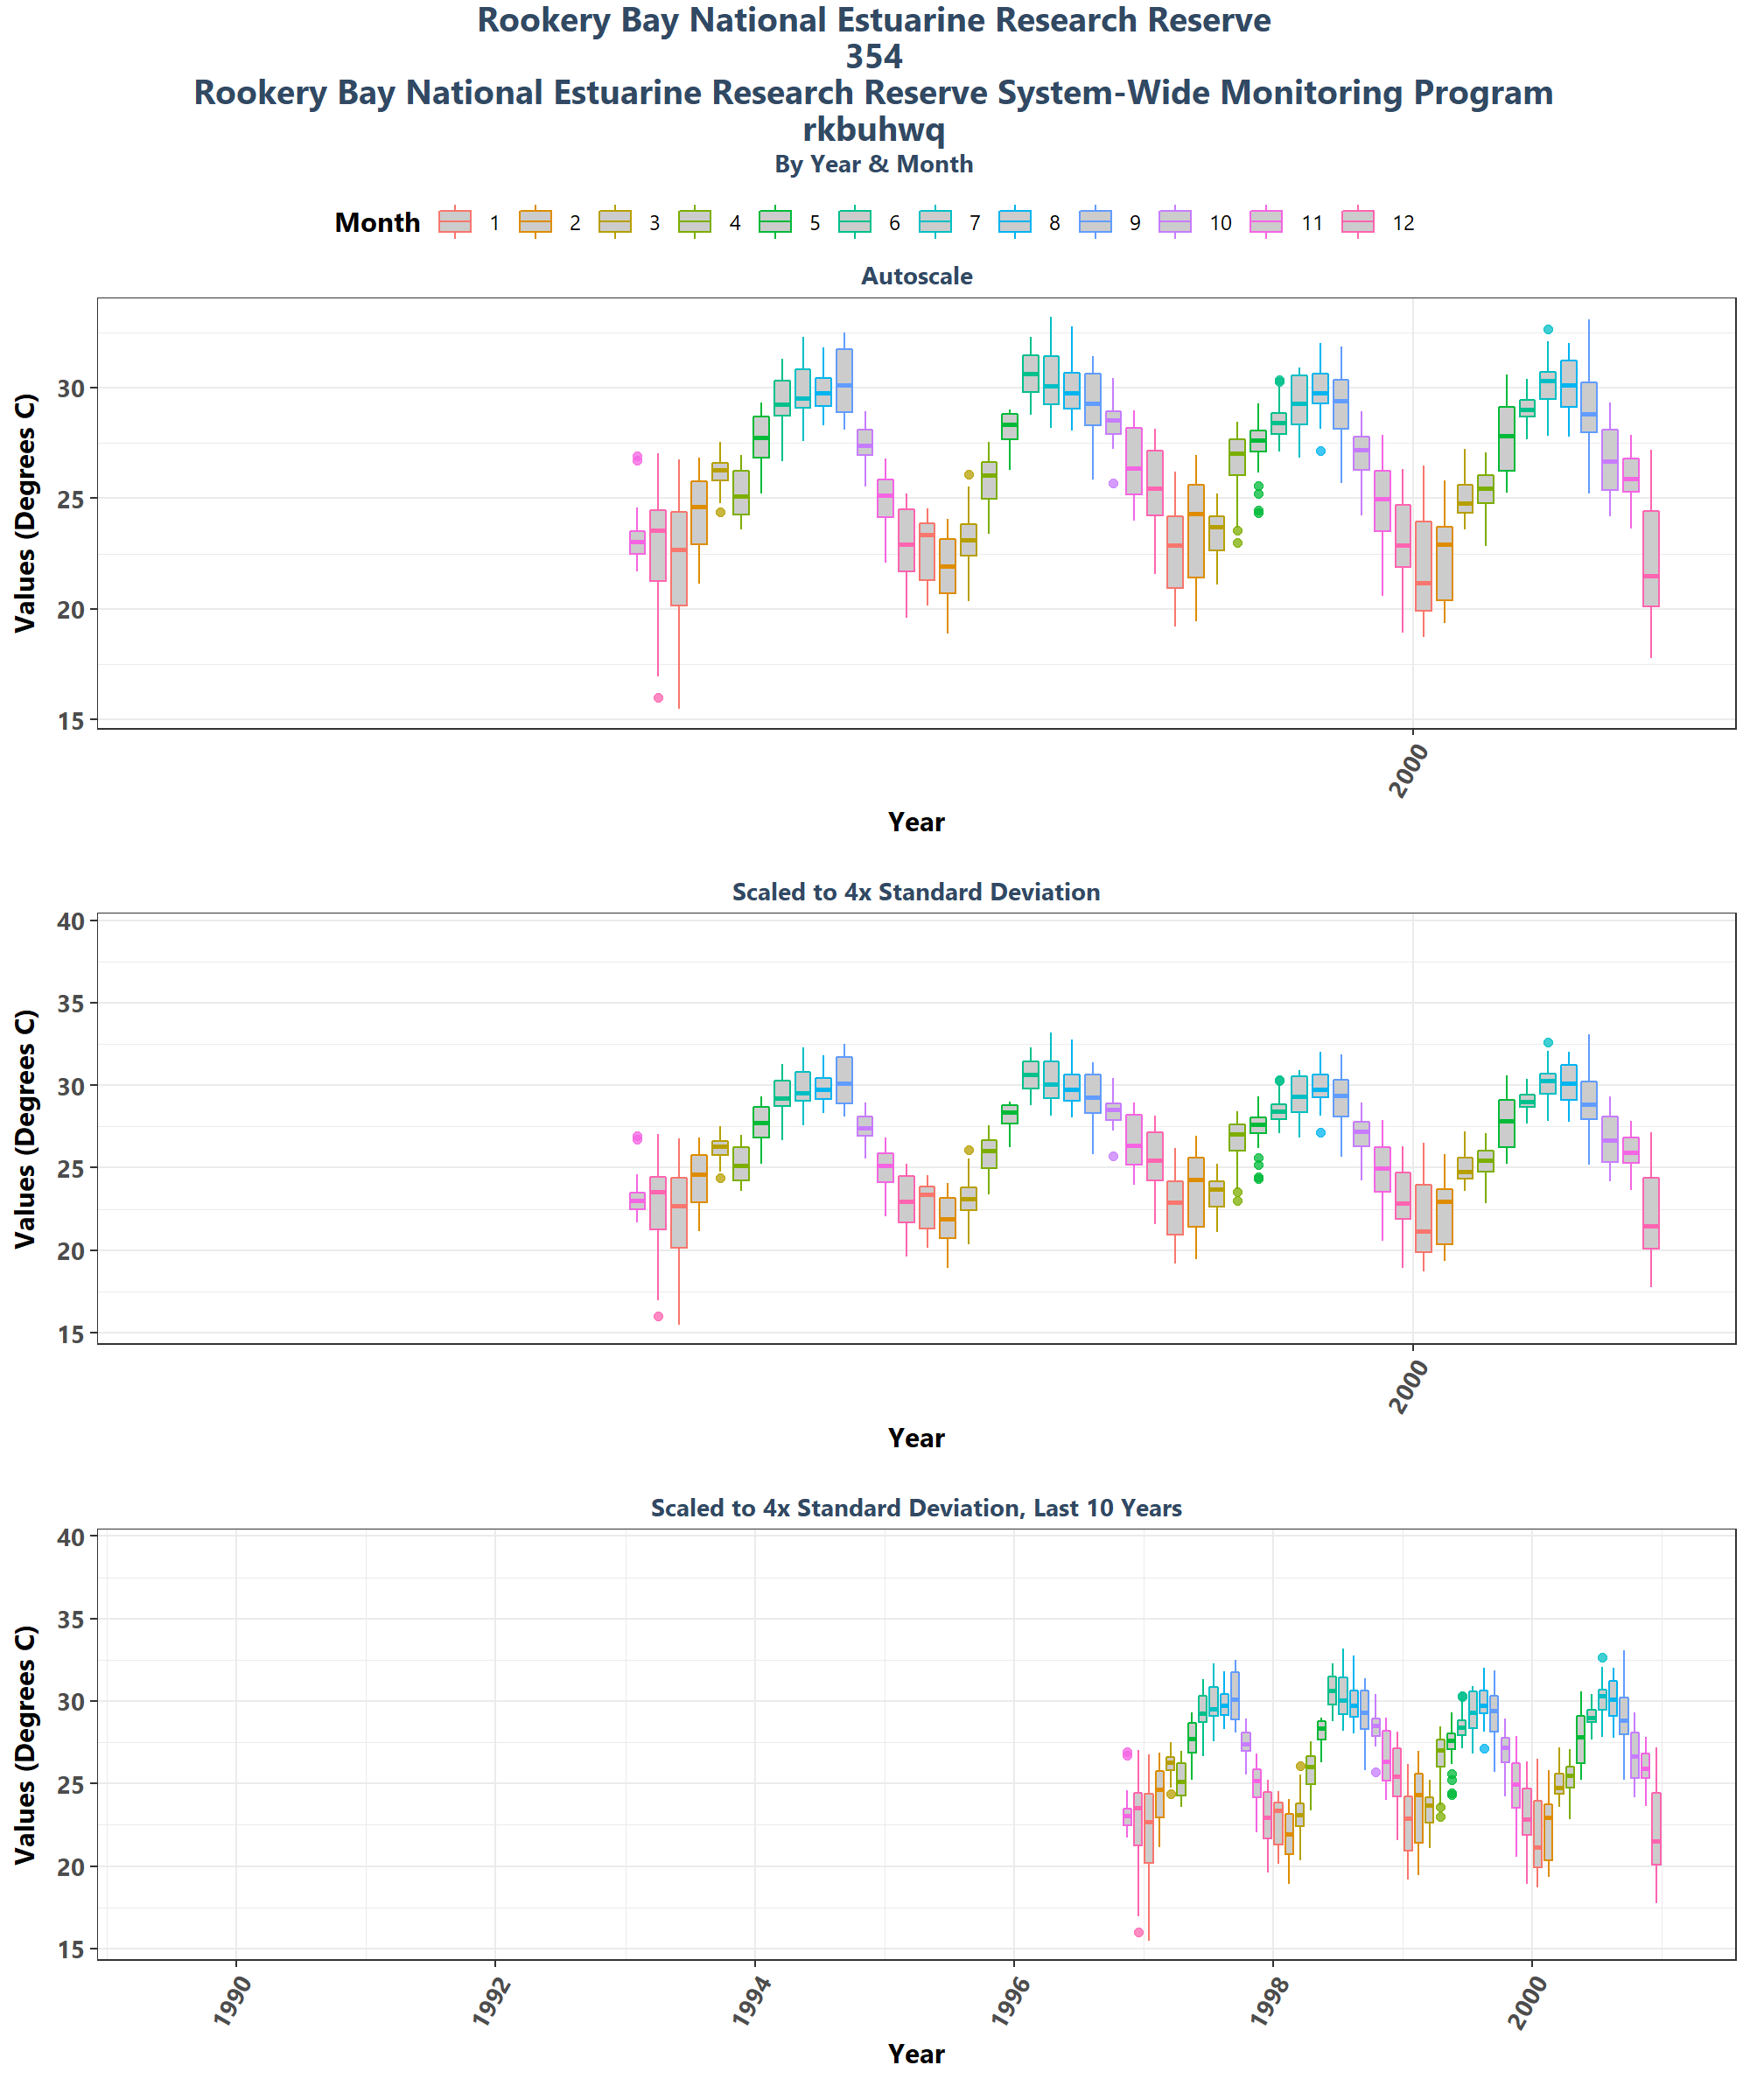 Rookery Bay National Estuarine Research Reserve
354
Rookery Bay National Estuarine Research Reserve System-Wide Monitoring Program
rkbuhwq
By Year & Month
Month 1 2 3 4 5 6 7 8 9 10 11 12
Autoscale
Values (Degrees C)
30
25
20
15
2000
Year
Scaled to 4x Standard Deviation
Values (Degrees C)
40
35
30
25
20
15
2000
Year
Scaled to 4x Standard Deviation, Last 10 Years
Values (Degrees C)
40
35
30
25
20
15
1990 1992 1994 1996 1998 2000
Year